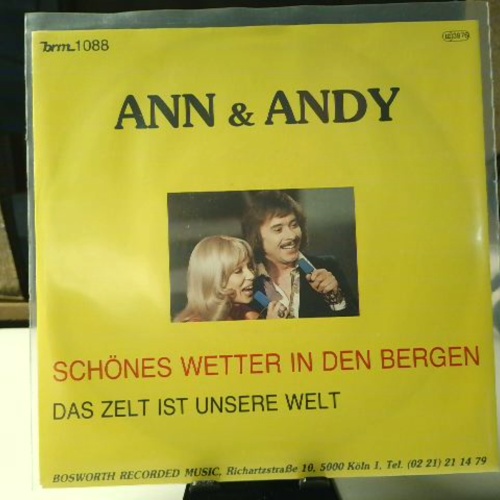 brm 1088
ANN & ANDY
SCHÖNES WETTER IN DEN BERGEN
DAS ZELT IST UNSERE WELT
BOSWORTH RECORDED MUSIC, Richartzstraße 10, 5000 Köln 1, Tel. (02 21) 21 14 79